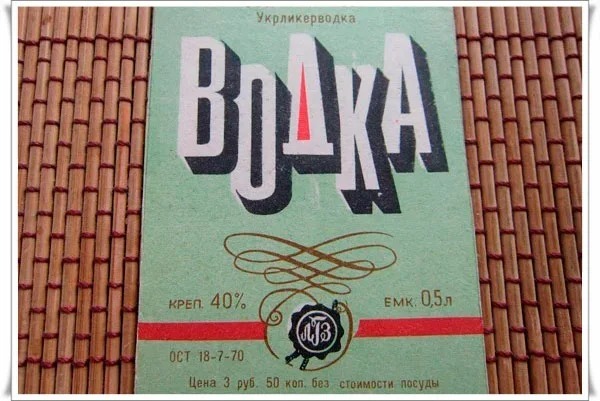 Укрликерводка
ВОДКА
КРЕП. 40% ЕМК. 0,5л
ЛГЗ
ОСТ 18-7-70
Цена 3 руб. 50 коп. без стоимости посуды